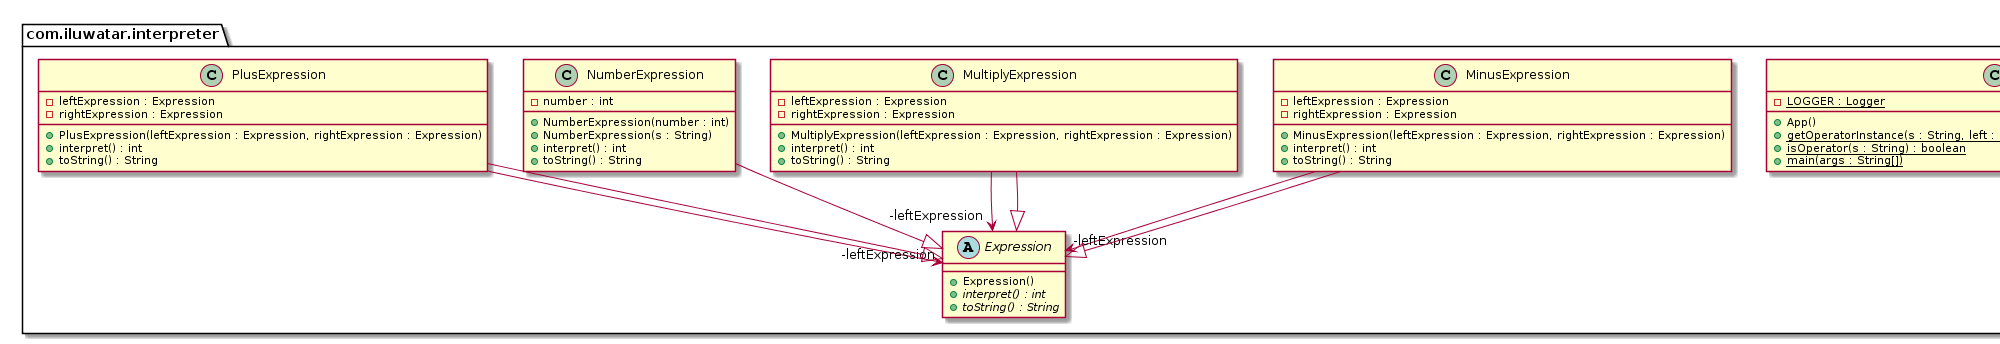 com.iluwatar.interpreter
C PlusExpression
leftExpression : Expression
rightExpression : Expression
PlusExpression(leftExpression : Expression, rightExpression : Expression)
interpret() : int
toString() : String
C NumberExpression
number : int
NumberExpression(number : int)
NumberExpression(s : String)
interpret() : int
toString() : String
C MultiplyExpression
leftExpression : Expression
rightExpression : Expression
MultiplyExpression(leftExpression : Expression, rightExpression : Expression)
interpret() : int
toString() : String
C MinusExpression
leftExpression : Expression
rightExpression : Expression
MinusExpression(leftExpression : Expression, rightExpression : Expression)
interpret() : int
toString() : String
C
LOGGER : Logger
App()
getOperatorInstance(s : String, left :
isOperator(s : String) : boolean
main(args : String[])
-leftExpression
-leftExpression
-leftExpression
A Expression
Expression()
interpret() : int
toString() : String